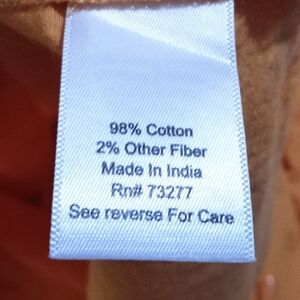 98% Cotton
2% Other Fiber
Made In India
Rn# 73277
See reverse For Care